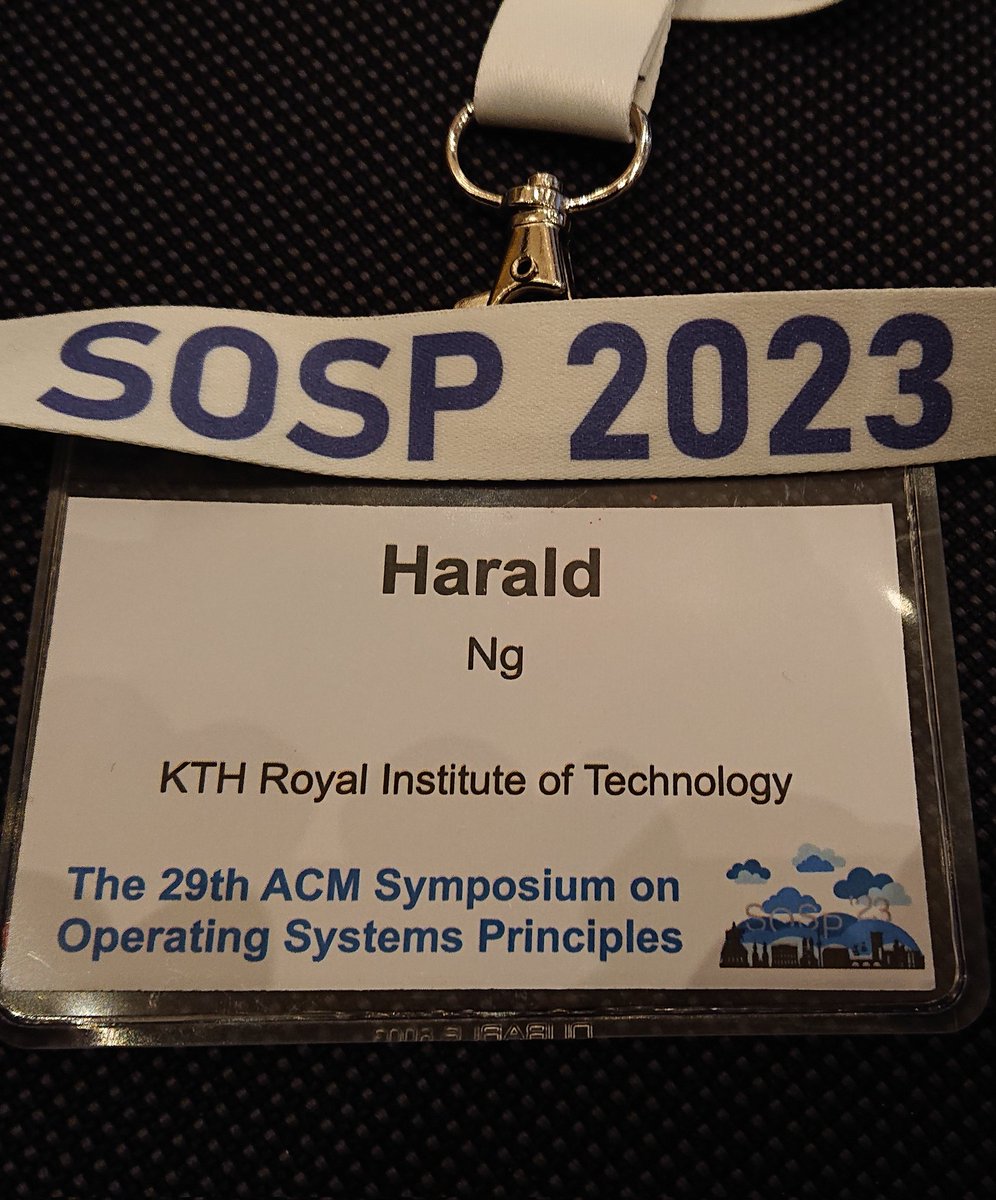 SOSP 2023
Harald
Ng
KTH Royal Institute of Technology
The 29th ACM Symposium on
Operating Systems Principles
SOSP '23